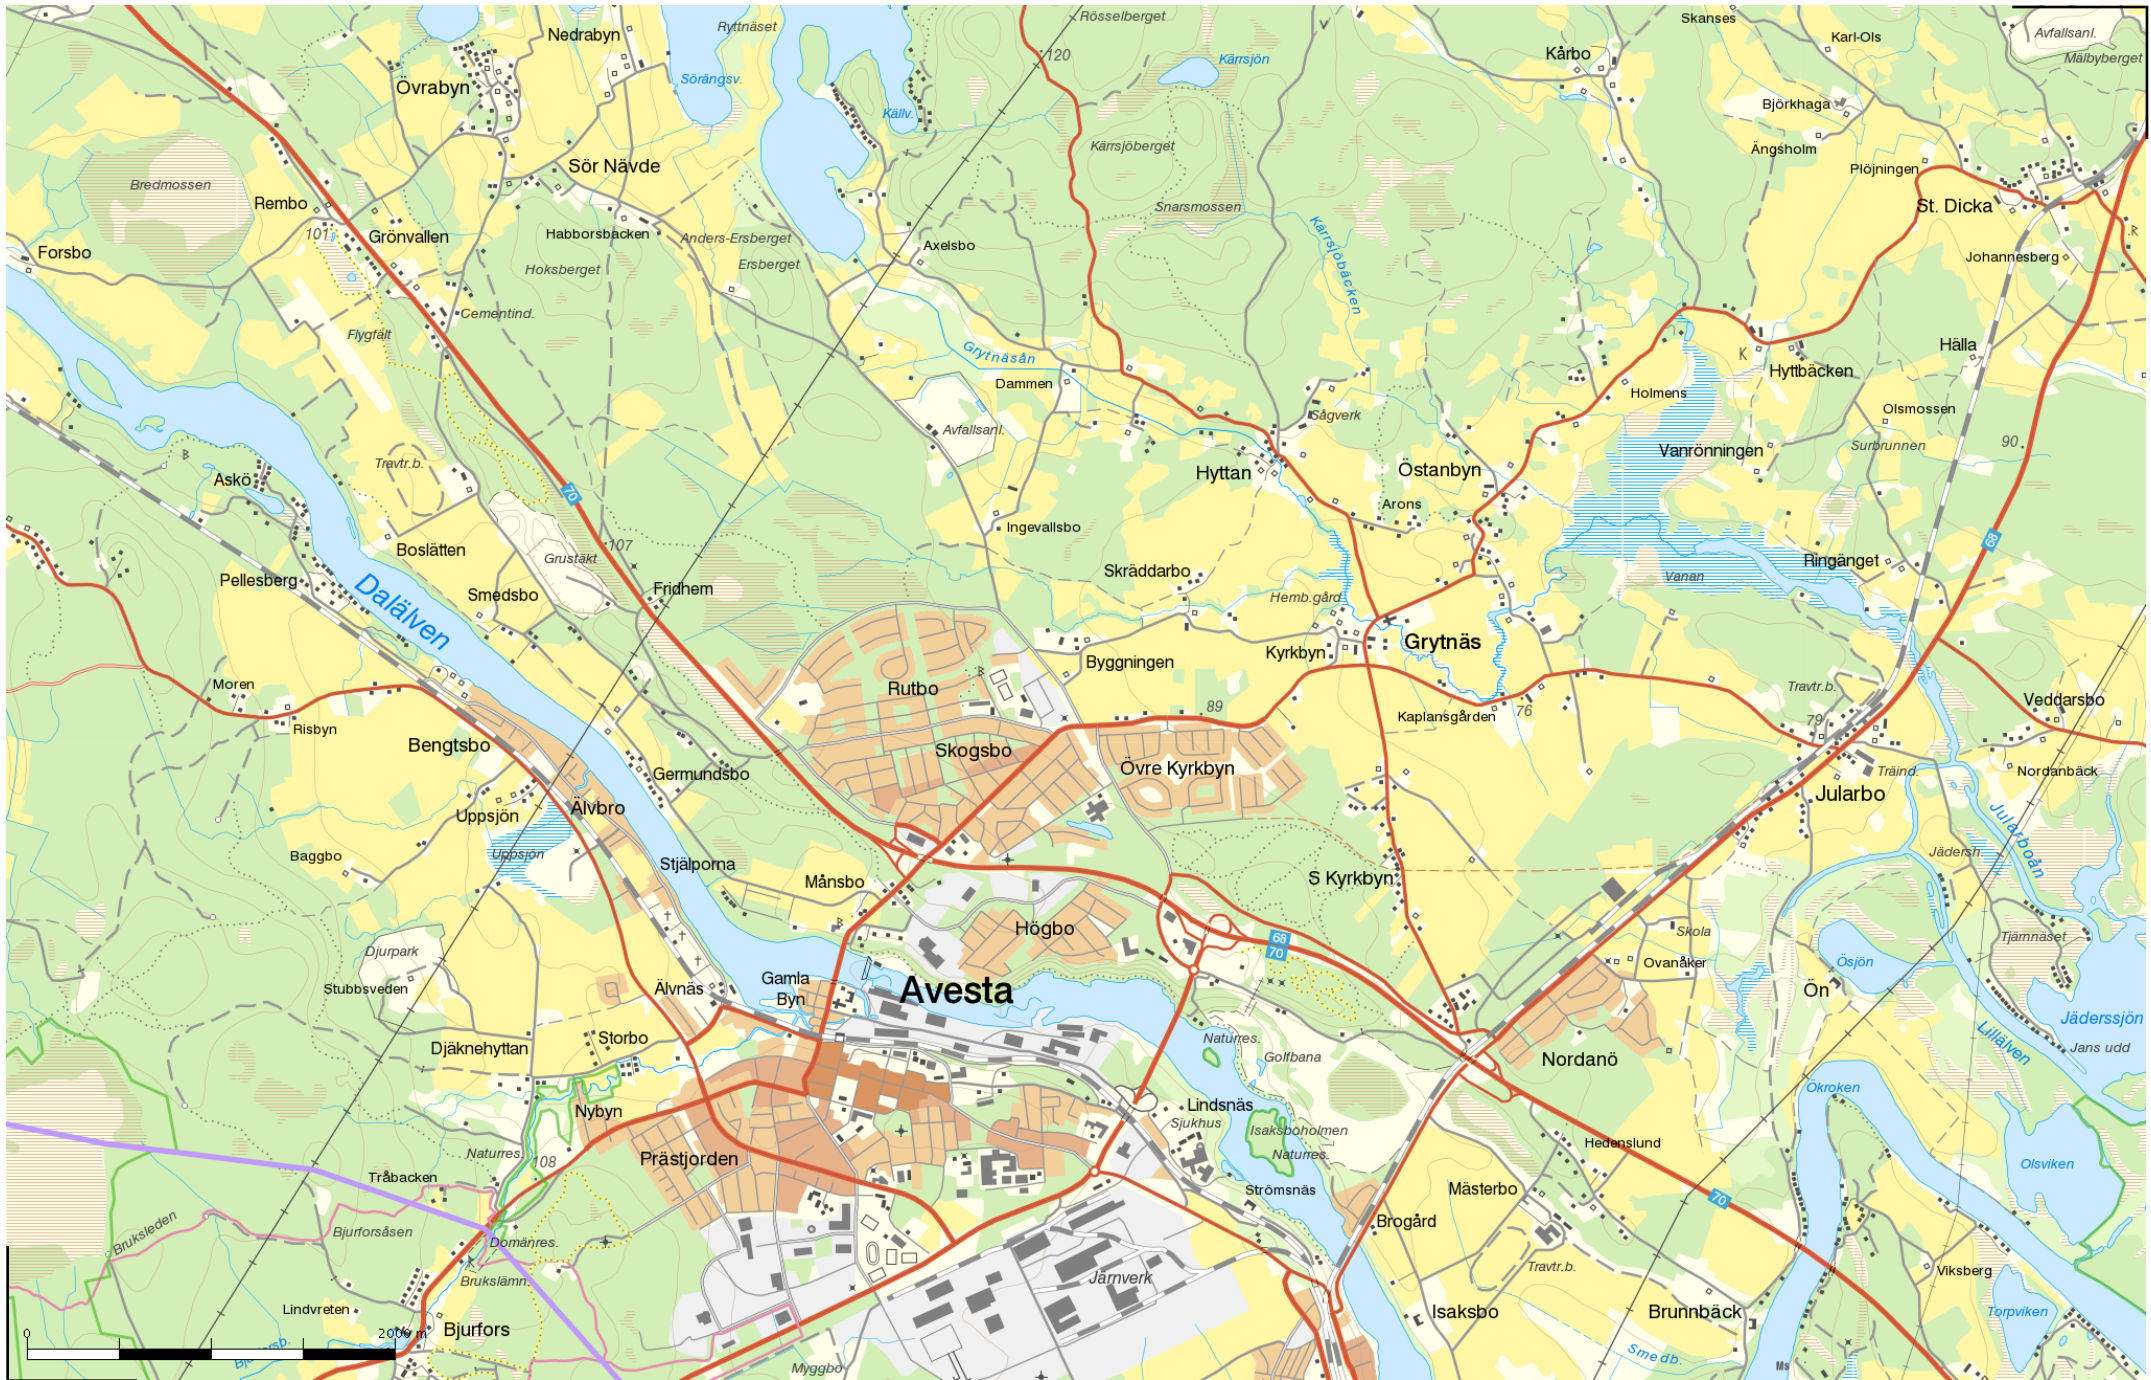 Rösselberget
Skanses
Ryttnäset
Nedrabyn
Karl-Ols
Avfallsanl.
Kårbo
120
Kärrsjön
Mälbyberget
Sörängsv.
Övrabyn
Källv.
Björkhaga
Kärrsjöberget
Ängsholm
Sör Nävde
Plöjningen
Bredmossen
Rembo
Snarsmossen
St. Dicka
101
Grönvallen
Habborsbäcken
Anders-Ersberget
Axelsbo
R
Forsbo
Kärrsjöbäcken
Johannesberg
Hoksberget
Ersberget
Cementind.
Flygfält
Grytnäsån
Hälla
K
Dammen
Hyttbäcken
Holmens
Olsmossen
Sågverk
Avfallsanl.
90
Surbrunnen
Vanrönningen
B
Travtr.b.
Hyttan
Östanbyn
Askö
70
Arons
Ingevallsbo
68
107
Boslätten
Grustäkt
Ringänget
Skräddarbo
Vanan
Pellesberg
Fridhem
Smedsbo
Hemb.gård
Dalälven
Grytnäs
Kyrkbyn
Byggningen
Moren
Rutbo
Travtr.b.
Veddarsbo
89
76
Kaplansgården
79
Risbyn
Bengtsbo
Skogsbo
Övre Kyrkbyn
Germundsbo
Träind.
Nordanbäck
Jularbo
Älvbro
Uppsjön
Jularboån
Uppsjön
Baggbo
Jädersh.
Stjälporna
Månsbo
S Kyrkbyn
Högbo
Skola
68
70
Tjärnnäset
Djurpark
Ösjön
Ovanåker
Gamla
Byn
Avesta
Stubbsveden
Älvnäs
Ön
Jäderssjön
Lillälven
Storbo
Naturres.
Djäknehyttan
Jans udd
Golfbana
Nordanö
Ökroken
Nybyn
Lindsnäs
Sjukhus
Isaksboholmen
Naturres.
Hedenslund
Naturres.
108
Prästjorden
Olsviken
Tråbacken
Strömsnäs
Mästerbo
70
Brogård
Bruksleden
Bjurforsåsen
Domänres.
Brukslämn.
Järnverk
Travtr.b.
Viksberg
Lindvreten
Isaksbo
Brunnbäck
Torpviken
Bjurfors
0
2000 m
Smedb.
Myggbo
Ms